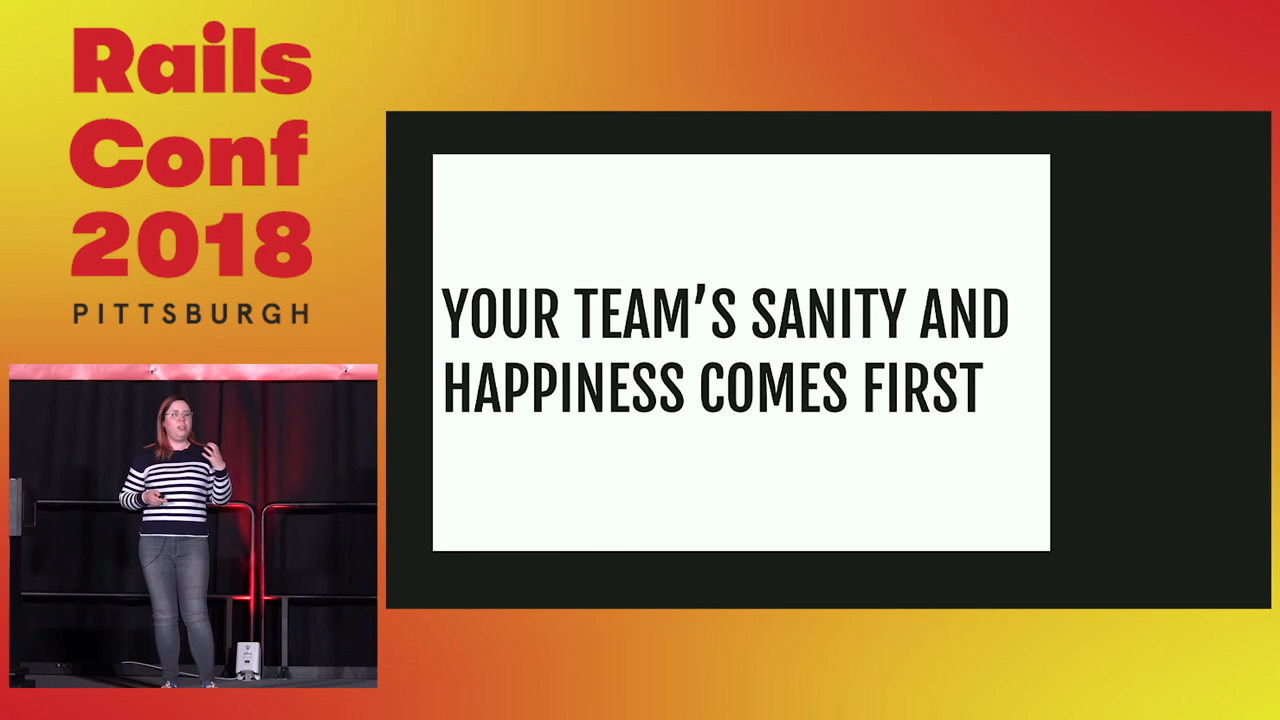 Rails
Conf
2018
PITTSBURGH
YOUR TEAM’S SANITY AND
HAPPINESS COMES FIRST